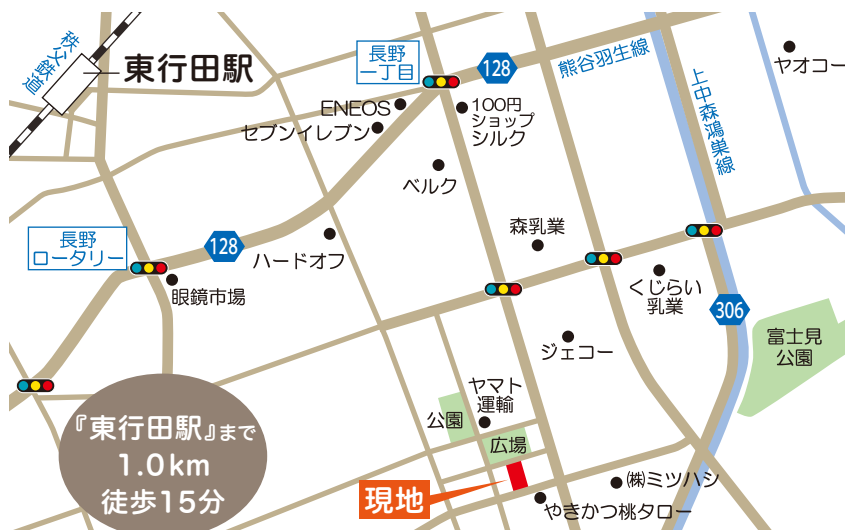 秩父鉄道
東行田駅
長野
一丁目
128
熊谷羽生線
上中森鴻巣線
ヤオコー
ENEOS
セブンイレブン
100円
ショップ
シルク
ベルク
長野
ロータリー
128
ハードオフ
眼鏡市場
森乳業
くじらい
乳業
306
富士見
公園
ジェコー
ヤマト
運輸
公園
広場
『東行田駅』まで
1.0km
徒歩15分
現地
㈱ミツハシ
やきかつ桃タロー